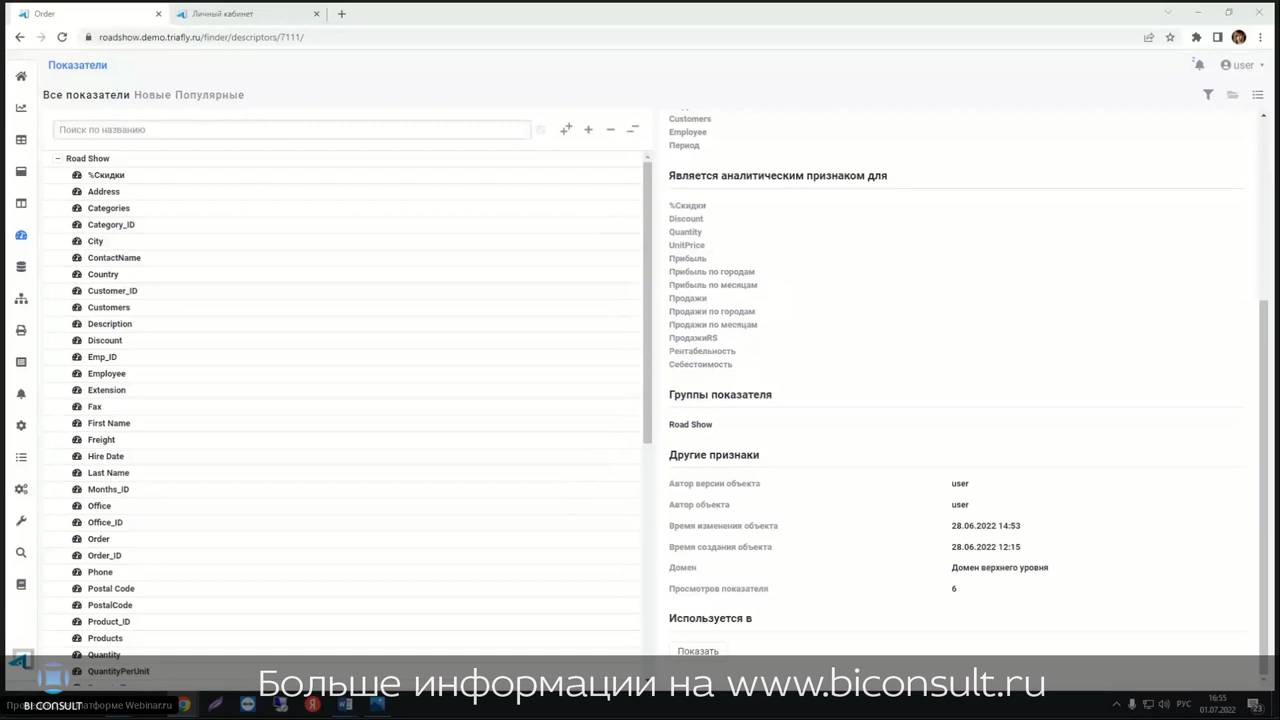 Order
Личный кабинет
roadshow.demo.triafly.ru/finder/descriptors/7111/
Показатели
2
user
Все показатели Новые Популярные
Поиск по названию
Road Show
%Скидки
Address
Categories
Category_ID
City
ContactName
Country
Customer_ID
Customers
Description
Discount
Emp_ID
Employee
Extension
Fax
First Name
Freight
Hire Date
Last Name
Months_ID
Office
Office_ID
Order
Order_ID
Phone
Postal Code
PostalCode
Product_ID
Products
Quantity
QuantityPerUnit
Customers
Employee
Период
Является аналитическим признаком для
%Скидки
Discount
Quantity
UnitPrice
Прибыль
Прибыль по городам
Прибыль по месяцам
Продажи
Продажи по городам
Продажи по месяцам
ПродажиRS
Рентабельность
Себестоимость
Группы показателя
Road Show
Другие признаки
Автор версии объекта user
Автор объекта user
Время изменения объекта 28.06.2022 14:53
Время создания объекта 28.06.2022 12:15
Домен Домен верхнего уровня
Просмотров показателя 6
Используется в
Показать
Больше информации на www.biconsult.ru
BI CONSULT
Webinar.ru
РУС
16:55
01.07.2022
23